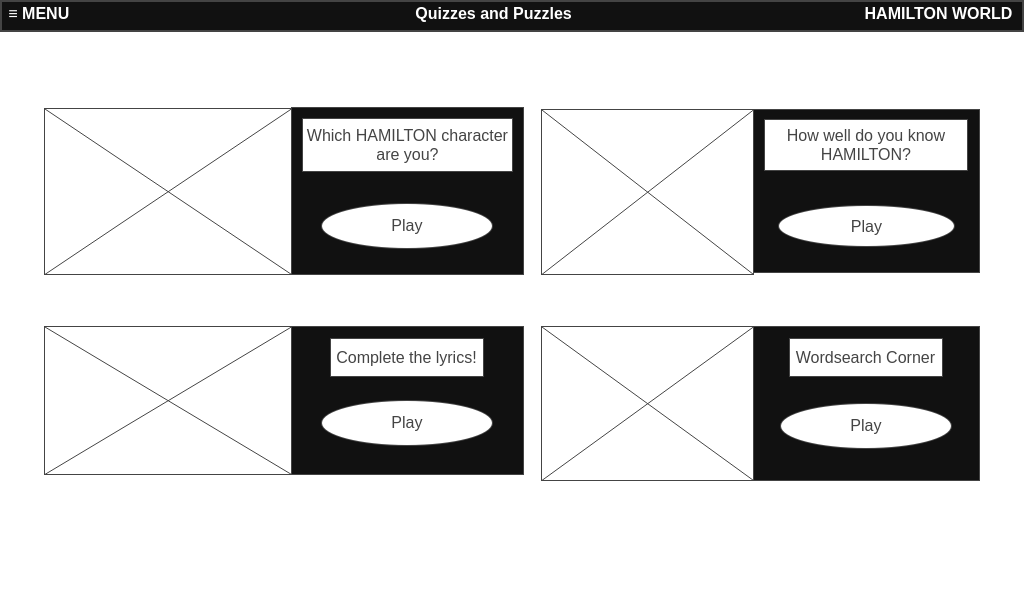 ≡ MENU
Quizzes and Puzzles
HAMILTON WORLD
Which HAMILTON character
are you?
Play
How well do you know
HAMILTON?
Play
Complete the lyrics!
Play
Wordsearch Corner
Play